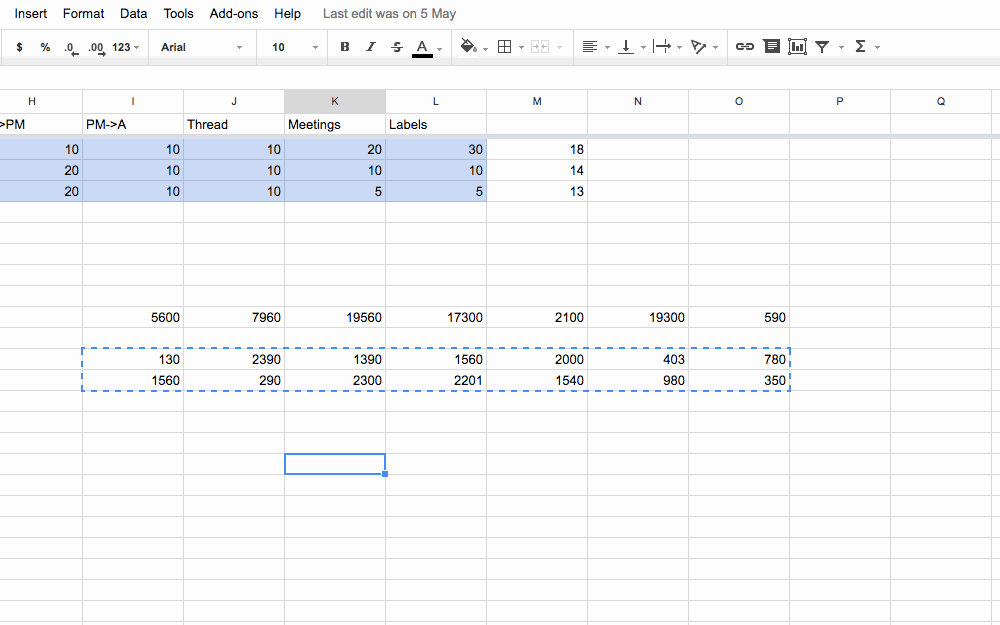 Insert Format Data Tools Add-ons Help Last edit was on 5 May
$ % .0 .00 123 Arial 10 B I S A Σ
H I J K L M N O P Q
>PM PM->A Thread Meetings Labels
10 10 10 20 30 18
20 10 10 10 10 14
20 10 10 5 5 13
5600 7960 19560 17300 2100 19300 590
130 2390 1390 1560 2000 403 780
1560 290 2300 2201 1540 980 350